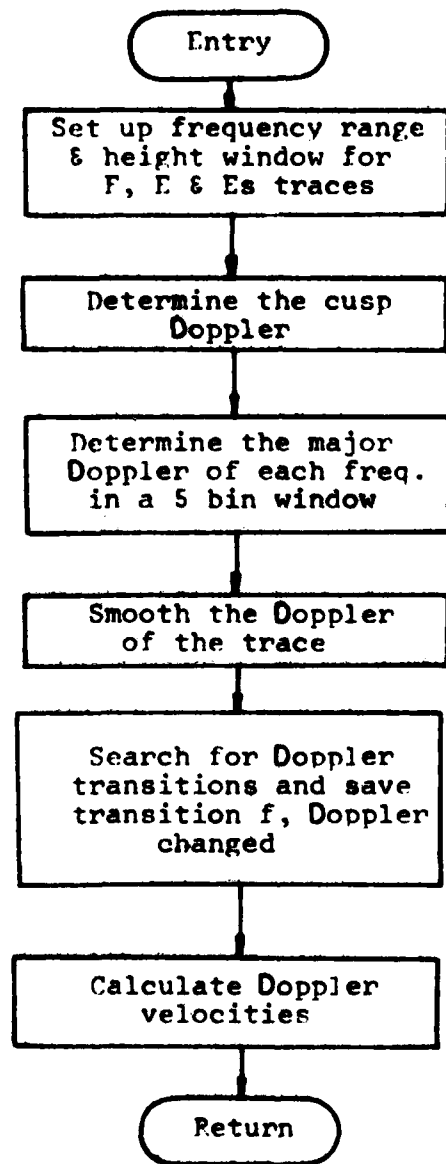 Entry
Set up frequency range
& height window for
F, E & Es traces
Determine the cusp
Doppler
Determine the major
Doppler of each freq.
in a 5 bin window
Smooth the Doppler
of the trace
Search for Doppler
transitions and save
transition f, Doppler
changed
Calculate Doppler
velocities
Return